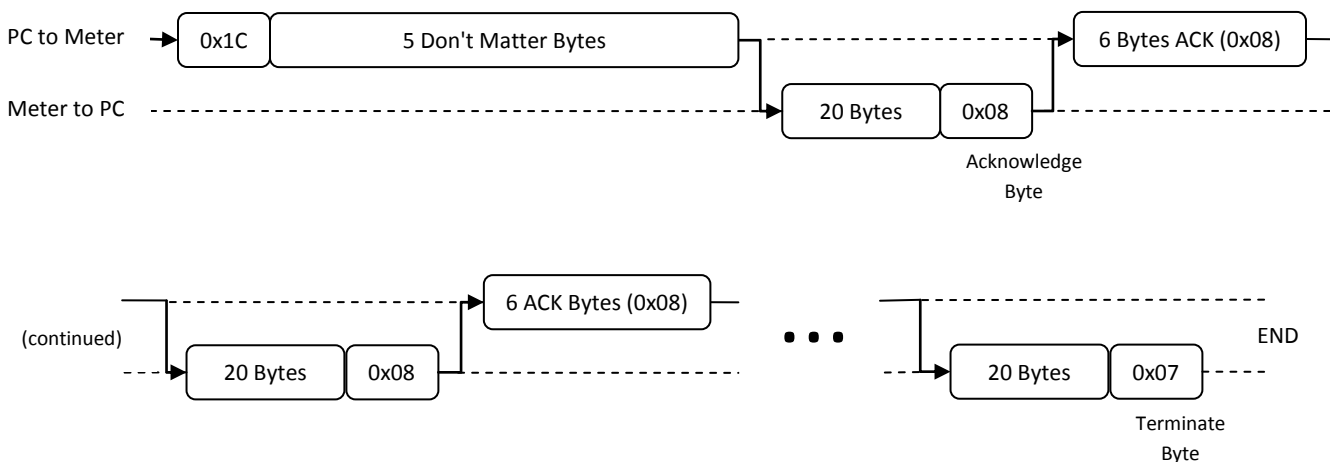 PC to Meter 0x1C 5 Don't Matter Bytes 6 Bytes ACK (0x08)
Meter to PC 20 Bytes 0x08
Acknowledge
Byte
6 ACK Bytes (0x08)
(continued) END
20 Bytes 0x08 20 Bytes 0x07
Terminate
Byte